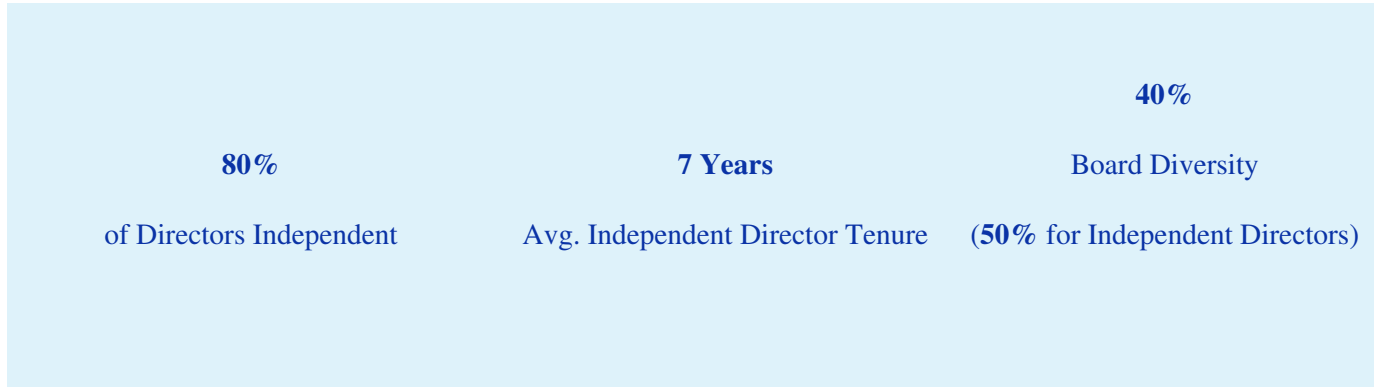 80%
of Directors Independent
7 Years
Avg. Independent Director Tenure
40%
Board Diversity
(50% for Independent Directors)